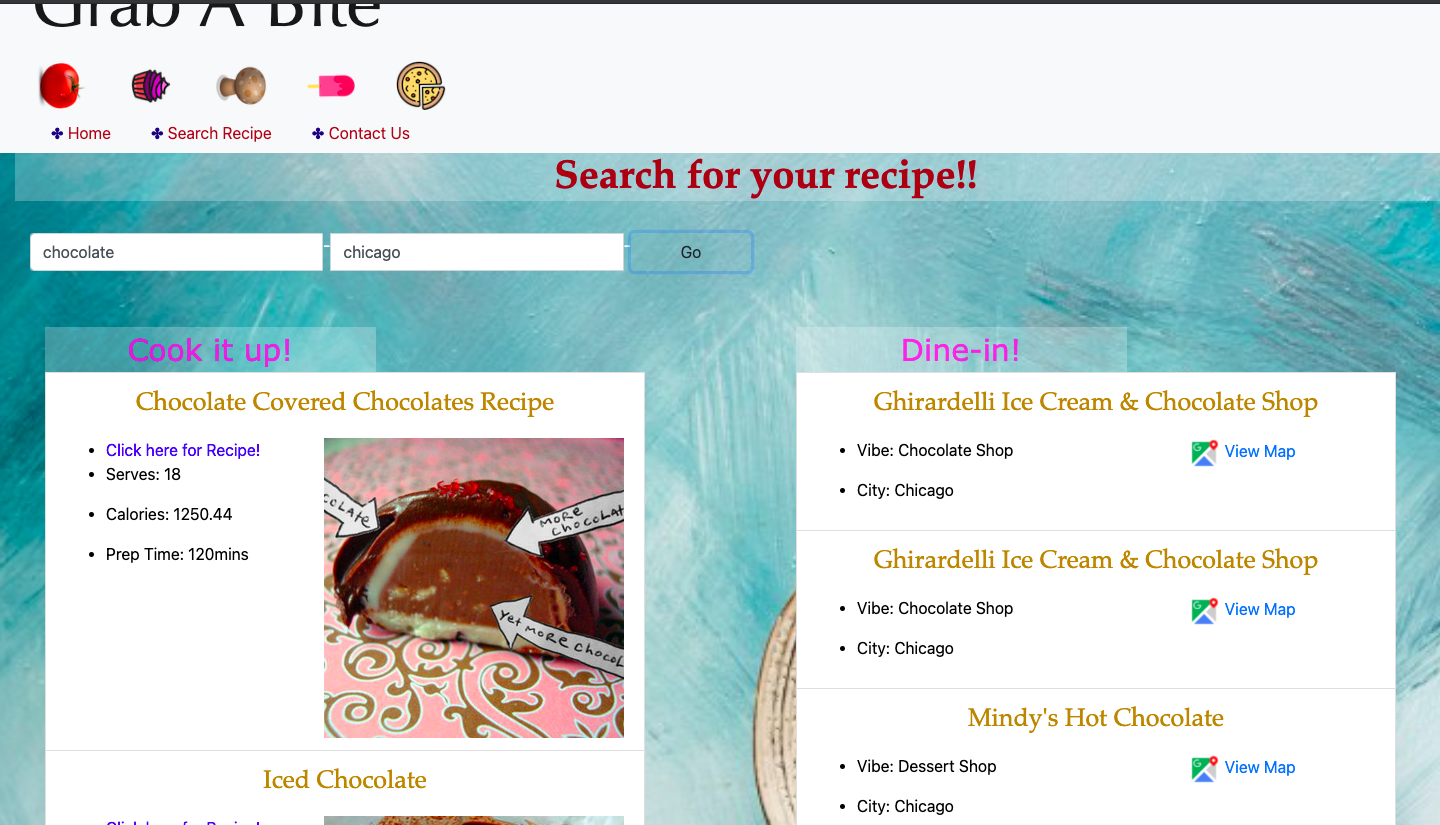 Grab A Bite
✤ Home ✤ Search Recipe ✤ Contact Us
Search for your recipe!!
chocolate chicago Go
Cook it up!
Chocolate Covered Chocolates Recipe
• Click here for Recipe!
• Serves: 18
• Calories: 1250.44
• Prep Time: 120mins
MORE
CHOCOLAT
YET MORE CHOCOL
Iced Chocolate
Click here for Recipe!
Dine-in!
Ghirardelli Ice Cream & Chocolate Shop
• Vibe: Chocolate Shop
View Map
• City: Chicago
Ghirardelli Ice Cream & Chocolate Shop
• Vibe: Chocolate Shop
View Map
• City: Chicago
Mindy's Hot Chocolate
• Vibe: Dessert Shop
View Map
• City: Chicago